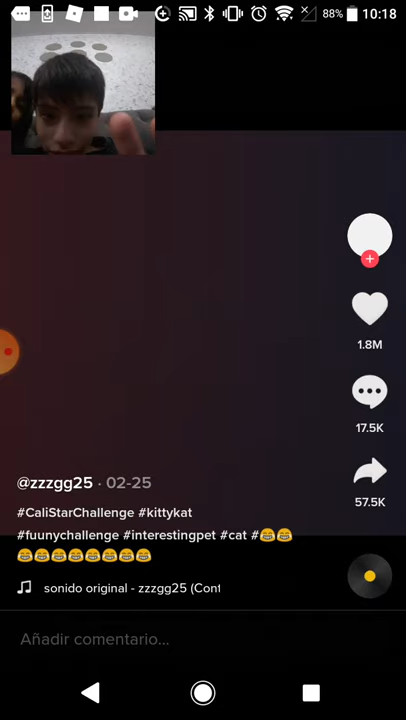 88% 10:18
1.8M
17.5K
57.5K
@zzzgg25 · 02-25
#CaliStarChallenge #kittykat
#fuunychallenge #interestingpet #cat #😂😂
😂😂😂😂😂😂😂😂
sonido original - zzzgg25 (Cont
Añadir comentario...